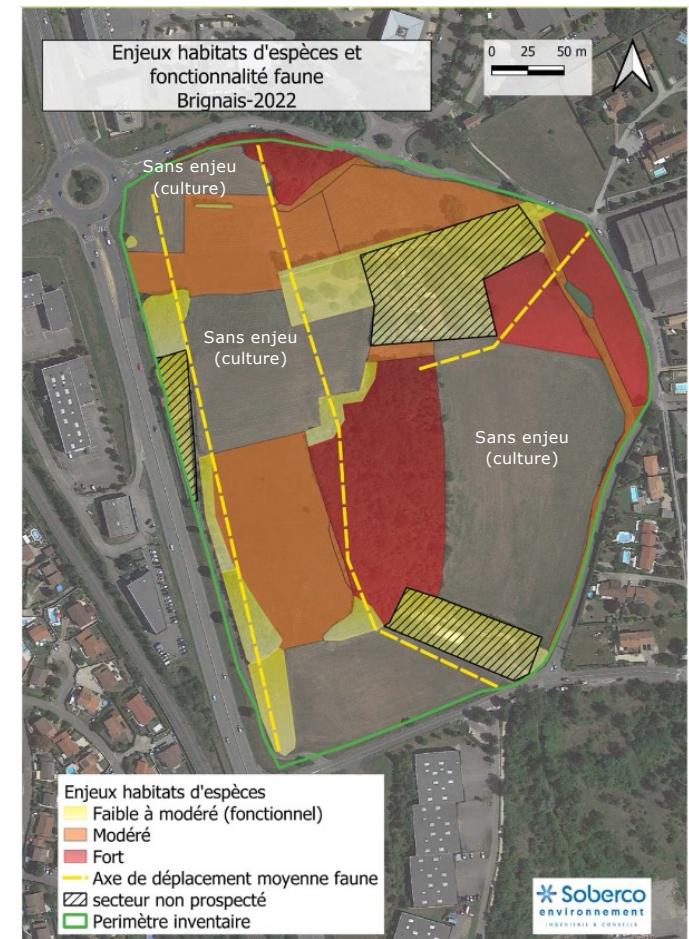 Enjeux habitats d'espèces et
fonctionnalité faune
Brignais-2022
0 25 50 m
Sans enjeu
(culture)
Sans enjeu
(culture)
Sans enjeu
(culture)
Enjeux habitats d'espèces
Faible à modéré (fonctionnel)
Modéré
Fort
Axe de déplacement moyenne faune
secteur non prospecté
Perimètre inventaire
Soberco
environnement
INGÉNIERIE & CONSEILS